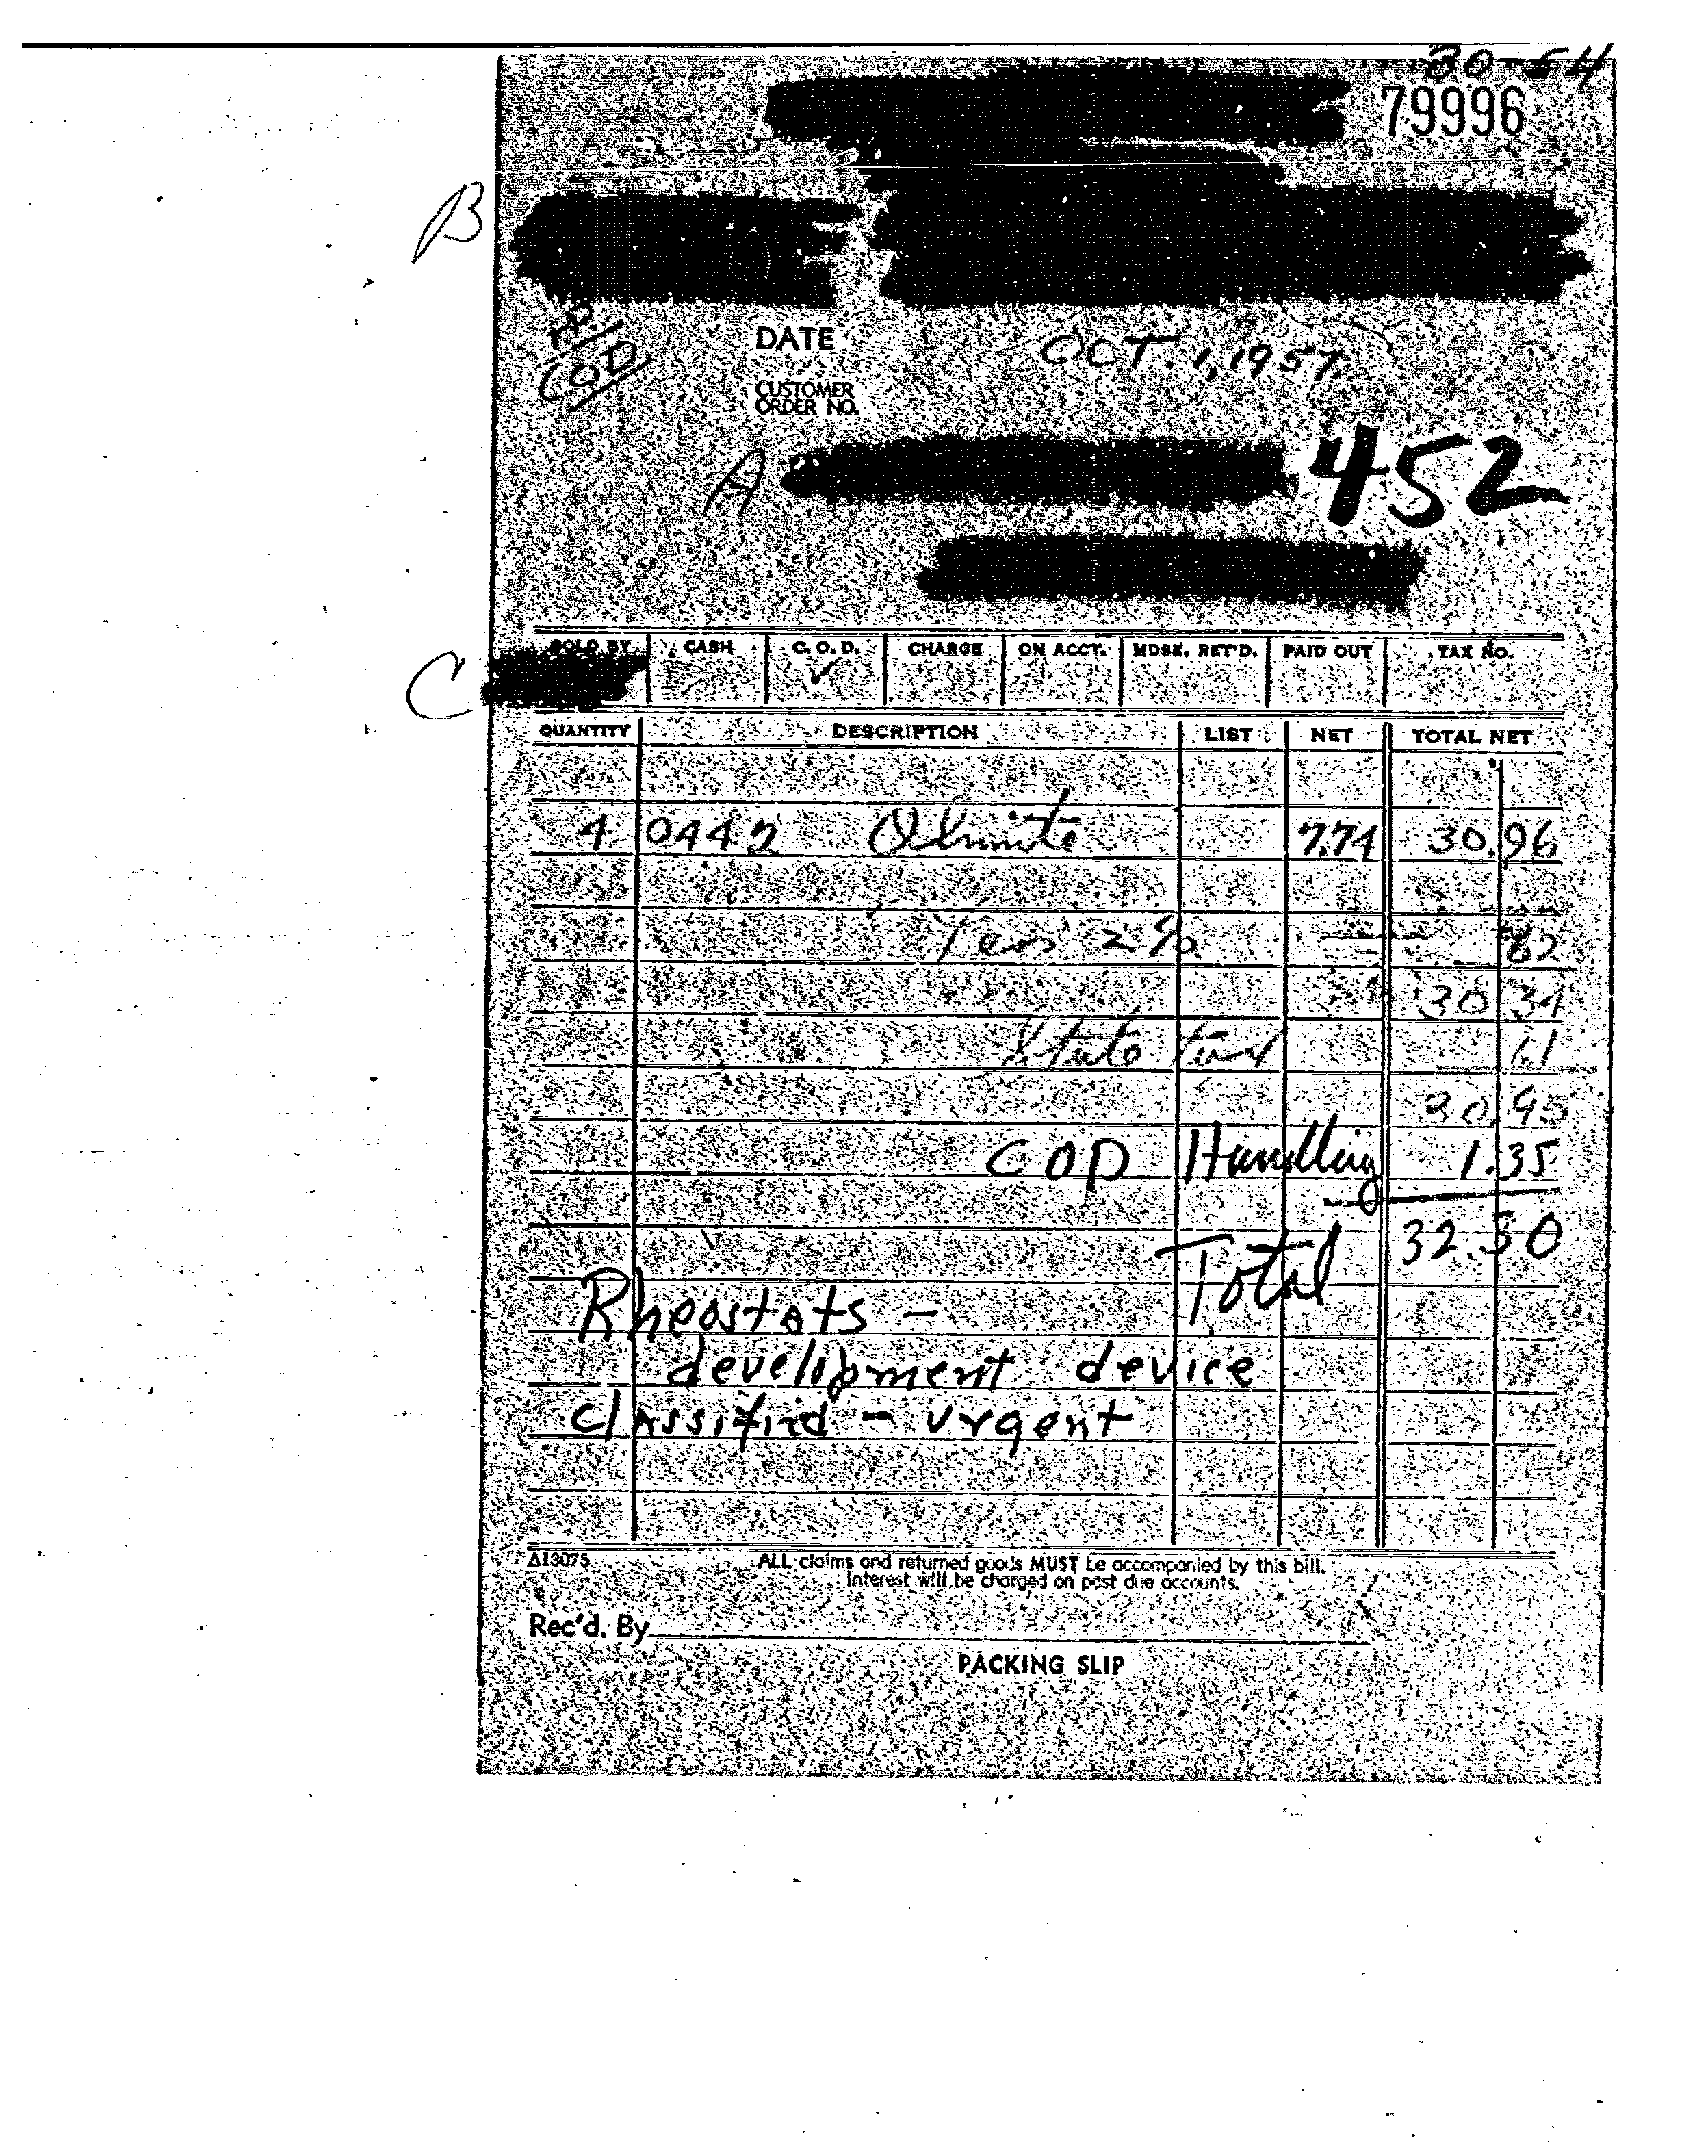 30-54
79996
B
COD
DATE OCT. 1, 1957
CUSTOMER
ORDER NO.
A 452
SOLD BY CASH C.O.D. CHARGE ON ACCT. MDSE. RET'D. PAID OUT TAX NO.
C ✓
QUANTITY DESCRIPTION LIST NET TOTAL NET
4 0442 Ohmite 7.74 30.96
Less 2% 62
30 34
State tax 61
30.95
COD Handling 1.35
Total 32.30
Rheostats -
development device
classified - urgent
A13075 ALL claims and returned goods MUST be accompanied by this bill.
Interest will be charged on past due accounts.
Rec'd. By
PACKING SLIP